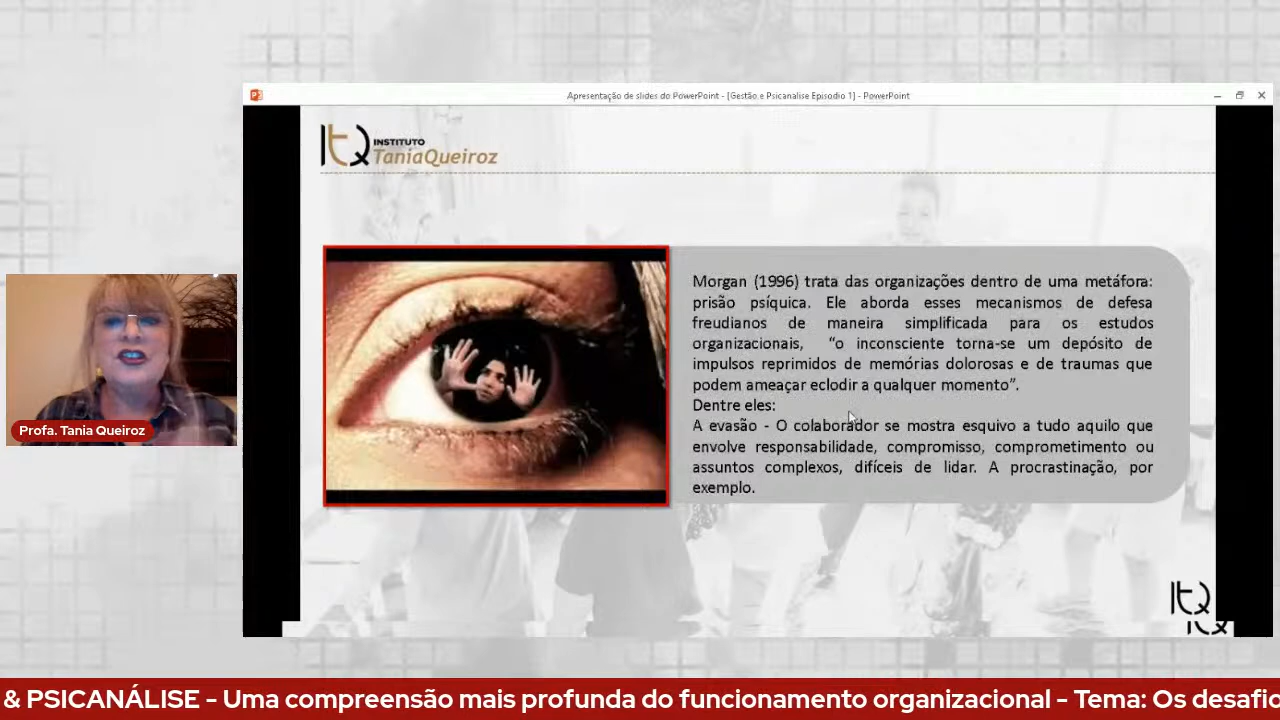 Apresentação de slides do PowerPoint - [Gestão e Psicanalise Episodio 1] - PowerPoint
INSTITUTO
TaniaQueiroz
Morgan (1996) trata das organizações dentro de uma metáfora:
prisão psíquica. Ele aborda esses mecanismos de defesa
freudianos de maneira simplificada para os estudos
organizacionais, “o inconsciente torna-se um depósito de
impulsos reprimidos de memórias dolorosas e de traumas que
podem ameaçar eclodir a qualquer momento”.
Dentre eles:
A evasão - O colaborador se mostra esquivo a tudo aquilo que
envolve responsabilidade, compromisso, comprometimento ou
assuntos complexos, difíceis de lidar. A procrastinação, por
exemplo.
Profa. Tania Queiroz
& PSICANÁLISE - Uma compreensão mais profunda do funcionamento organizacional - Tema: Os desafio